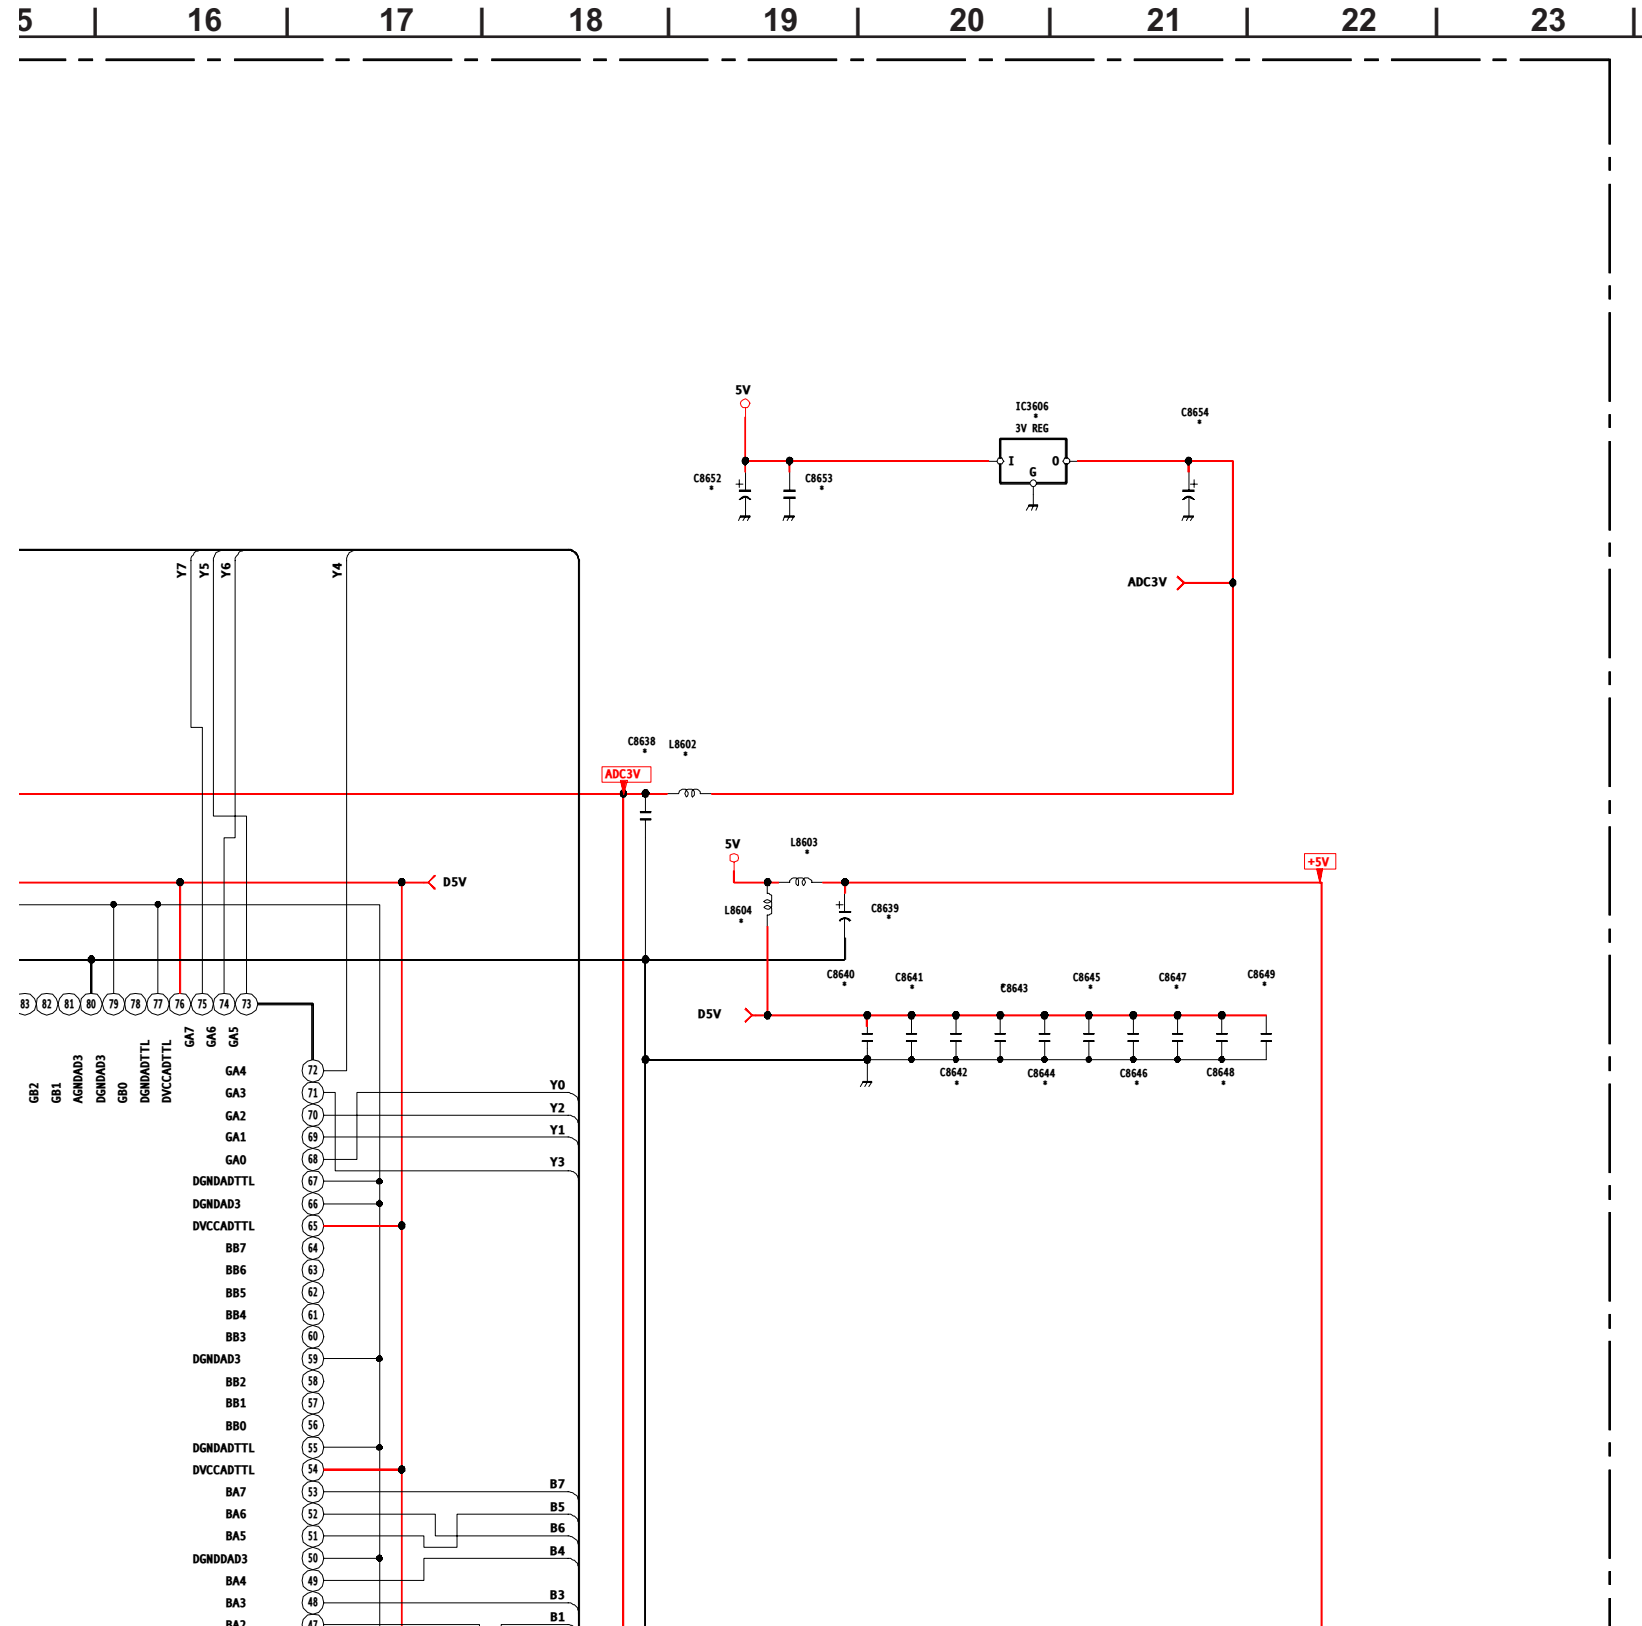 5 16 17 18 19 20 21 22 23
5V
IC3606
*
3V REG
C8654
*
I O
G
C8652
*
+
C8653
*
+
Y7 Y5 Y6 Y4
ADC3V
C8638
*
L8602
*
ADC3V
5V
L8603
*
+5V
D5V
L8604
*
+
C8639
*
C8640
*
C8641
*
C8643
*
C8645
*
C8647
*
C8649
*
D5V
83 82 81 80 79 78 77 76 75 74 73
GB2 GB1 AGNDAD3 DGNDAD3 GB0 DGNDADTTL DVCCADTTL GA7 GA6 GA5
C8642
*
C8644
*
C8646
*
C8648
*
GA4 72
GA3 71 Y0
GA2 70 Y2
GA1 69 Y1
GA0 68 Y3
DGNDADTTL 67
DGNDAD3 66
DVCCADTTL 65
BB7 64
BB6 63
BB5 62
BB4 61
BB3 60
DGNDAD3 59
BB2 58
BB1 57
BB0 56
DGNDADTTL 55
DVCCADTTL 54
BA7 53 B7
BA6 52 B5
BA5 51 B6
DGNDDAD3 50 B4
BA4 49
BA3 48 B3
BA2 47 B1